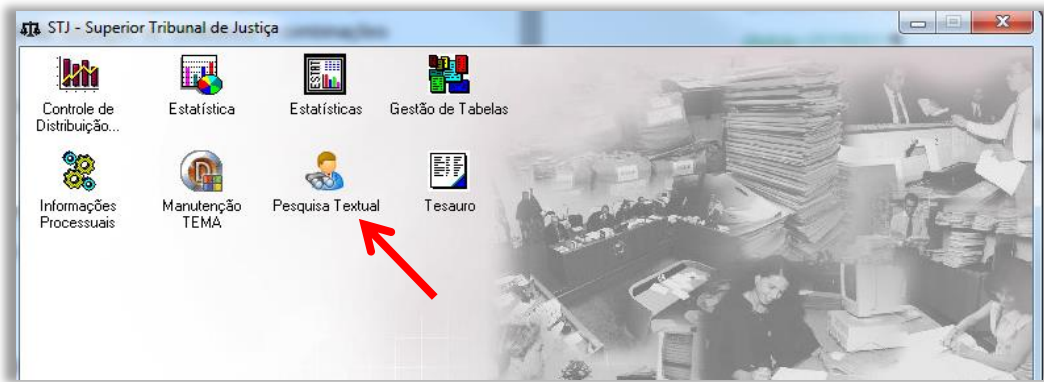 STJ - Superior Tribunal de Justiça
Controle de
Distribuição...
Estatística
ESTAT
Estatísticas
Gestão de Tabelas
Informações
Processuais
Manutenção
TEMA
Pesquisa Textual
Tesauro